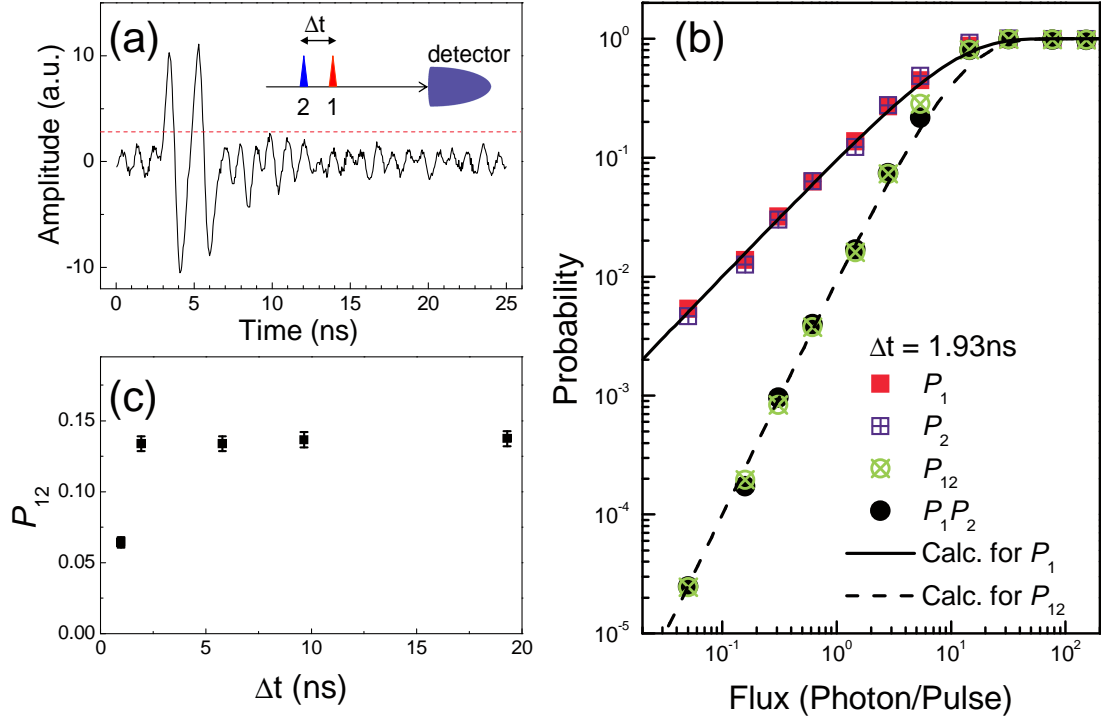 (a)
Δt
detector
2 1
10
0
-10
Amplitude (a.u.)
0 5 10 15 20 25
Time (ns)
(c)
0.15
0.10
0.05
0.00
P12
0 5 10 15 20
Δt (ns)
(b)
10^0
10^-1
10^-2
10^-3
10^-4
10^-5
Probability
Δt = 1.93ns
P1
P2
P12
P1P2
Calc. for P1
Calc. for P12
10^-1 10^0 10^1 10^2
Flux (Photon/Pulse)